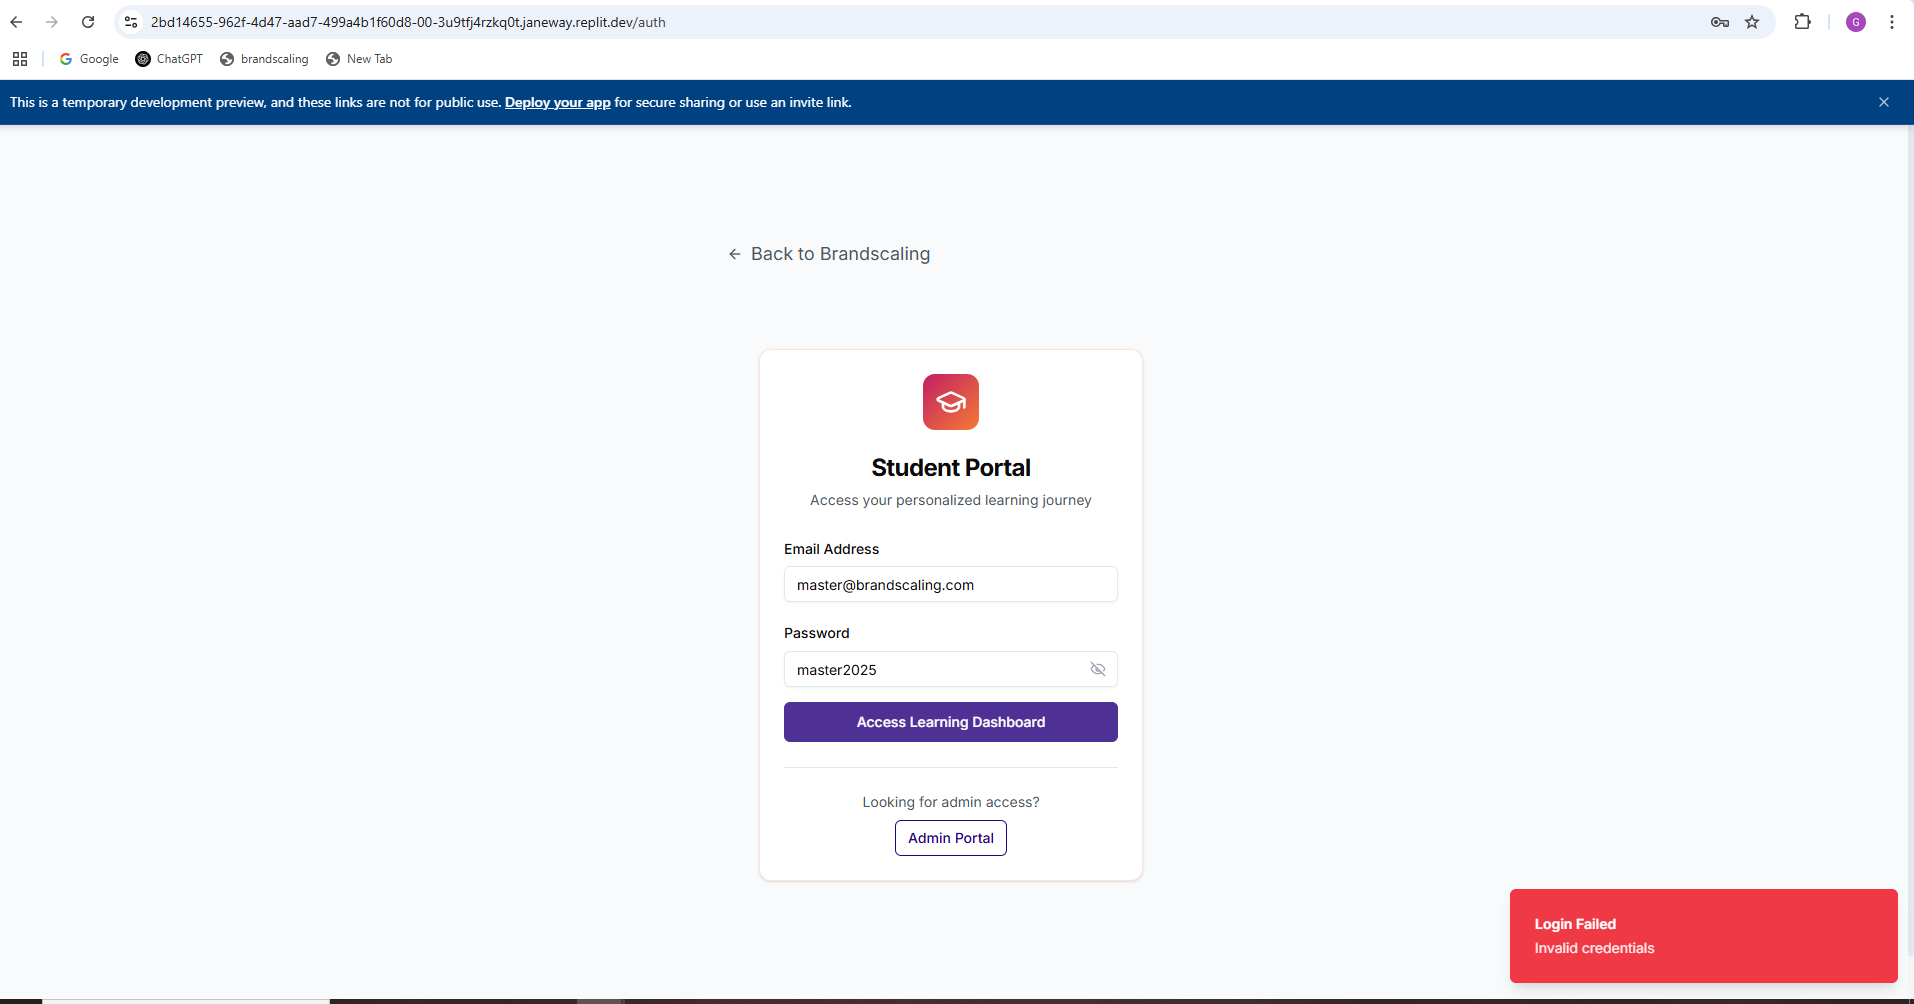 2bd14655-962f-4d47-aad7-499a4b1f60d8-00-3u9tfj4rzkq0t.janeway.replit.dev/auth
G
Google
ChatGPT
brandscaling
New Tab
This is a temporary development preview, and these links are not for public use. Deploy your app for secure sharing or use an invite link.
Back to Brandscaling
Student Portal
Access your personalized learning journey
Email Address
master@brandscaling.com
Password
master2025
Access Learning Dashboard
Looking for admin access?
Admin Portal
Login Failed
Invalid credentials